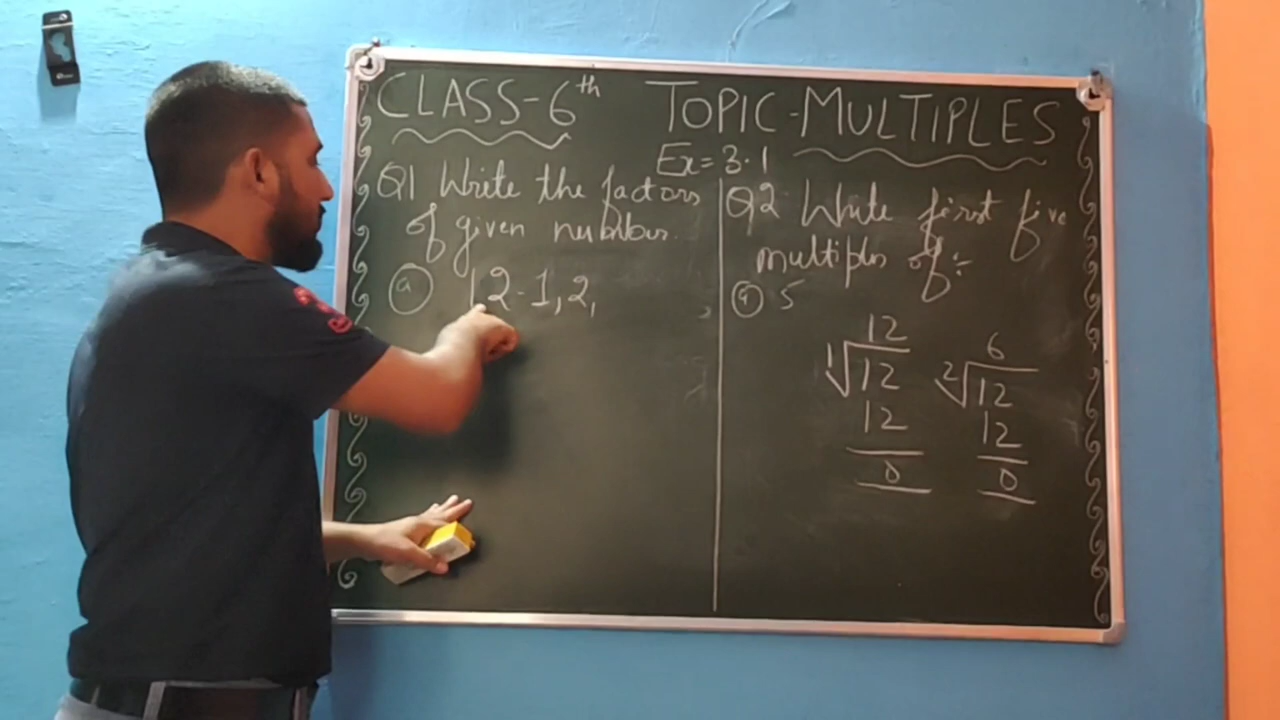 CLASS-6th TOPIC-MULTIPLES
Ex = 3.1
Q1 Write the factors
of given numbers.
(a) 12 - 1, 2,
Q2 Write first five
multiples of :-
(a) 5
12
1√12
12
0
6
2√12
12
0